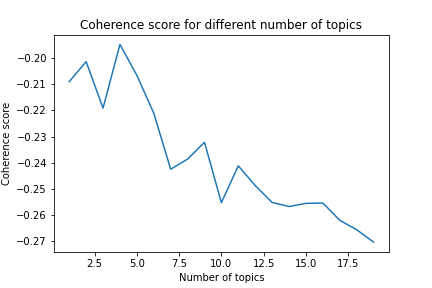 Coherence score for different number of topics
Coherence score
−0.20
−0.21
−0.22
−0.23
−0.24
−0.25
−0.26
−0.27
2.5 5.0 7.5 10.0 12.5 15.0 17.5
Number of topics